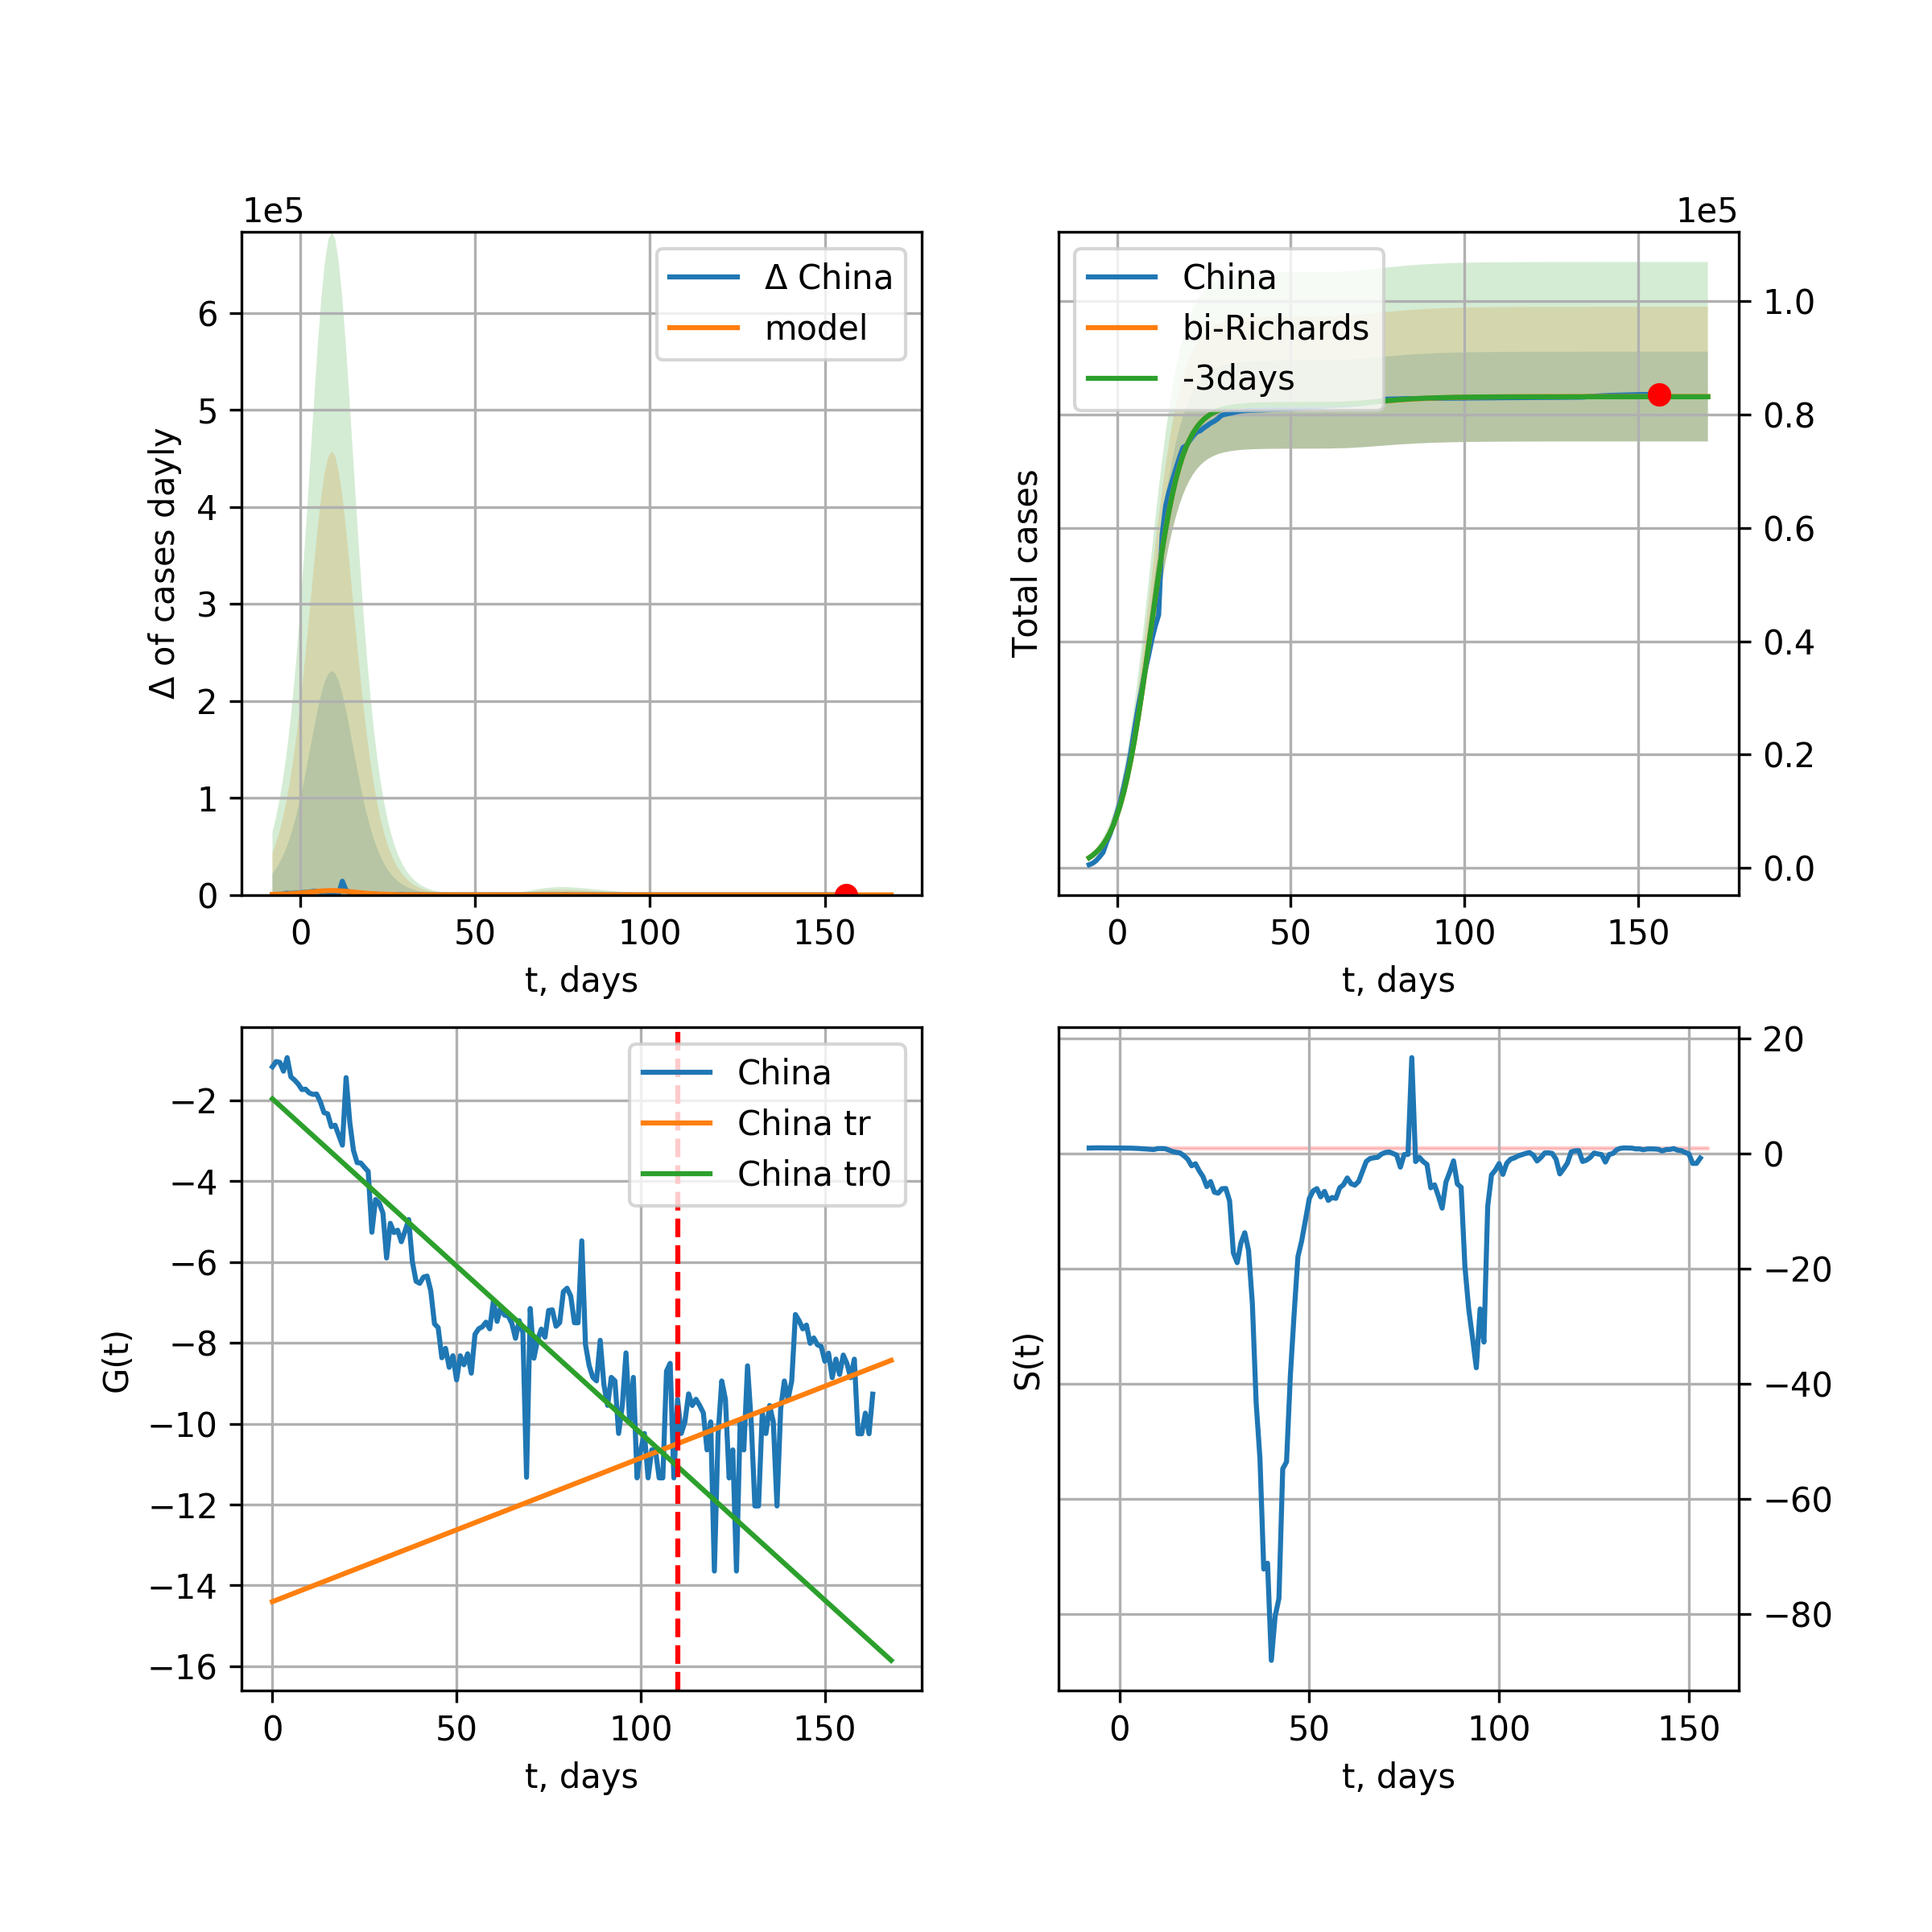 1e5
Δ of cases dayly
6
5
4
3
2
1
0
0 50 100 150
t, days
Δ China
model
1e5
Total cases
1.0
0.8
0.6
0.4
0.2
0.0
0 50 100 150
t, days
China
bi-Richards
-3days
G(t)
−2
−4
−6
−8
−10
−12
−14
−16
0 50 100 150
t, days
China
China tr
China tr0
S(t)
20
0
−20
−40
−60
−80
0 50 100 150
t, days